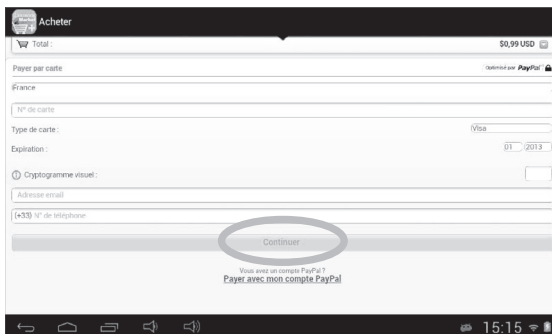 Market
Acheter
Total : $0,99 USD
Payer par carte Optimisé par PayPal
France
N° de carte
Type de carte : Visa
Expiration : 01 2013
Cryptogramme visuel :
Adresse email
(+33) N° de téléphone
Continuer
Vous avez un compte PayPal ?
Payer avec mon compte PayPal
15:15